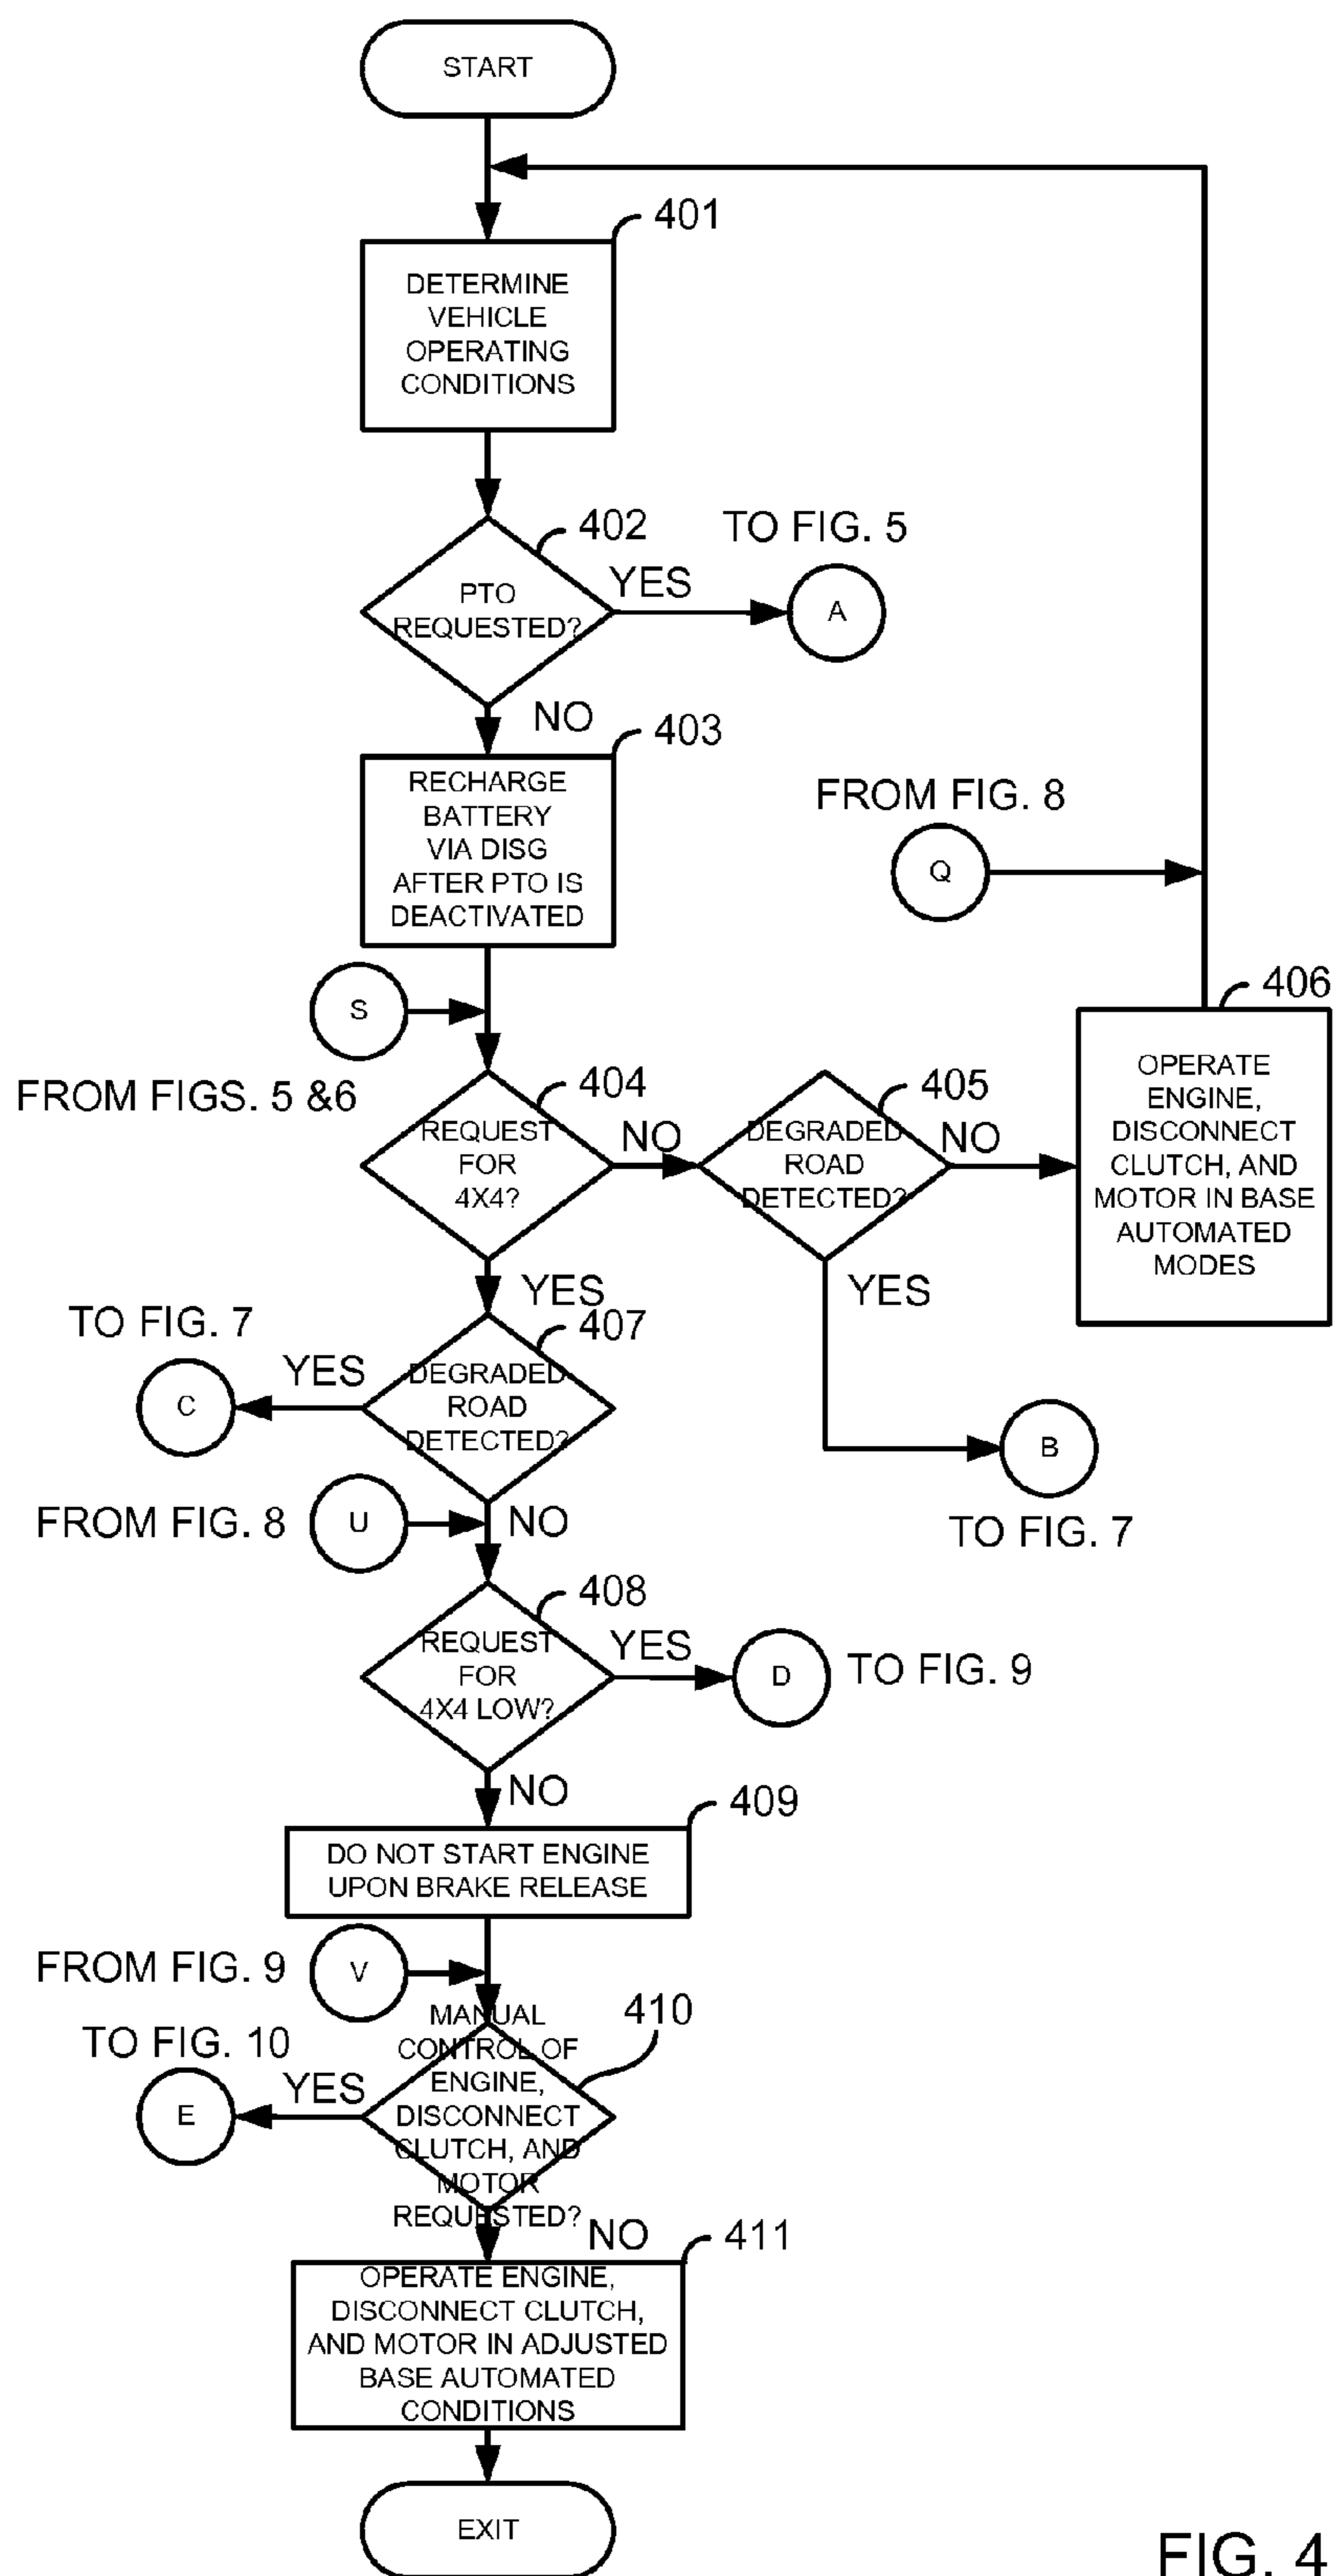 START
401
DETERMINE
VEHICLE
OPERATING
CONDITIONS
402
TO FIG. 5
PTO
REQUESTED?
YES
A
NO
403
RECHARGE
BATTERY
VIA DISG
AFTER PTO IS
DEACTIVATED
FROM FIG. 8
Q
S
FROM FIGS. 5 &6
404
REQUEST
FOR
4X4?
NO
405
DEGRADED
ROAD
DETECTED?
NO
406
OPERATE
ENGINE,
DISCONNECT
CLUTCH, AND
MOTOR IN BASE
AUTOMATED
MODES
YES
YES
B
TO FIG. 7
407
TO FIG. 7
YES
C
DEGRADED
ROAD
DETECTED?
FROM FIG. 8
U
NO
408
REQUEST
FOR
4X4 LOW?
YES
D
TO FIG. 9
NO
409
DO NOT START ENGINE
UPON BRAKE RELEASE
FROM FIG. 9
V
410
TO FIG. 10
YES
E
MANUAL
CONTROL OF
ENGINE,
DISCONNECT
CLUTCH, AND
MOTOR
REQUESTED?
NO
411
OPERATE ENGINE,
DISCONNECT CLUTCH,
AND MOTOR IN ADJUSTED
BASE AUTOMATED
CONDITIONS
EXIT
FIG. 4